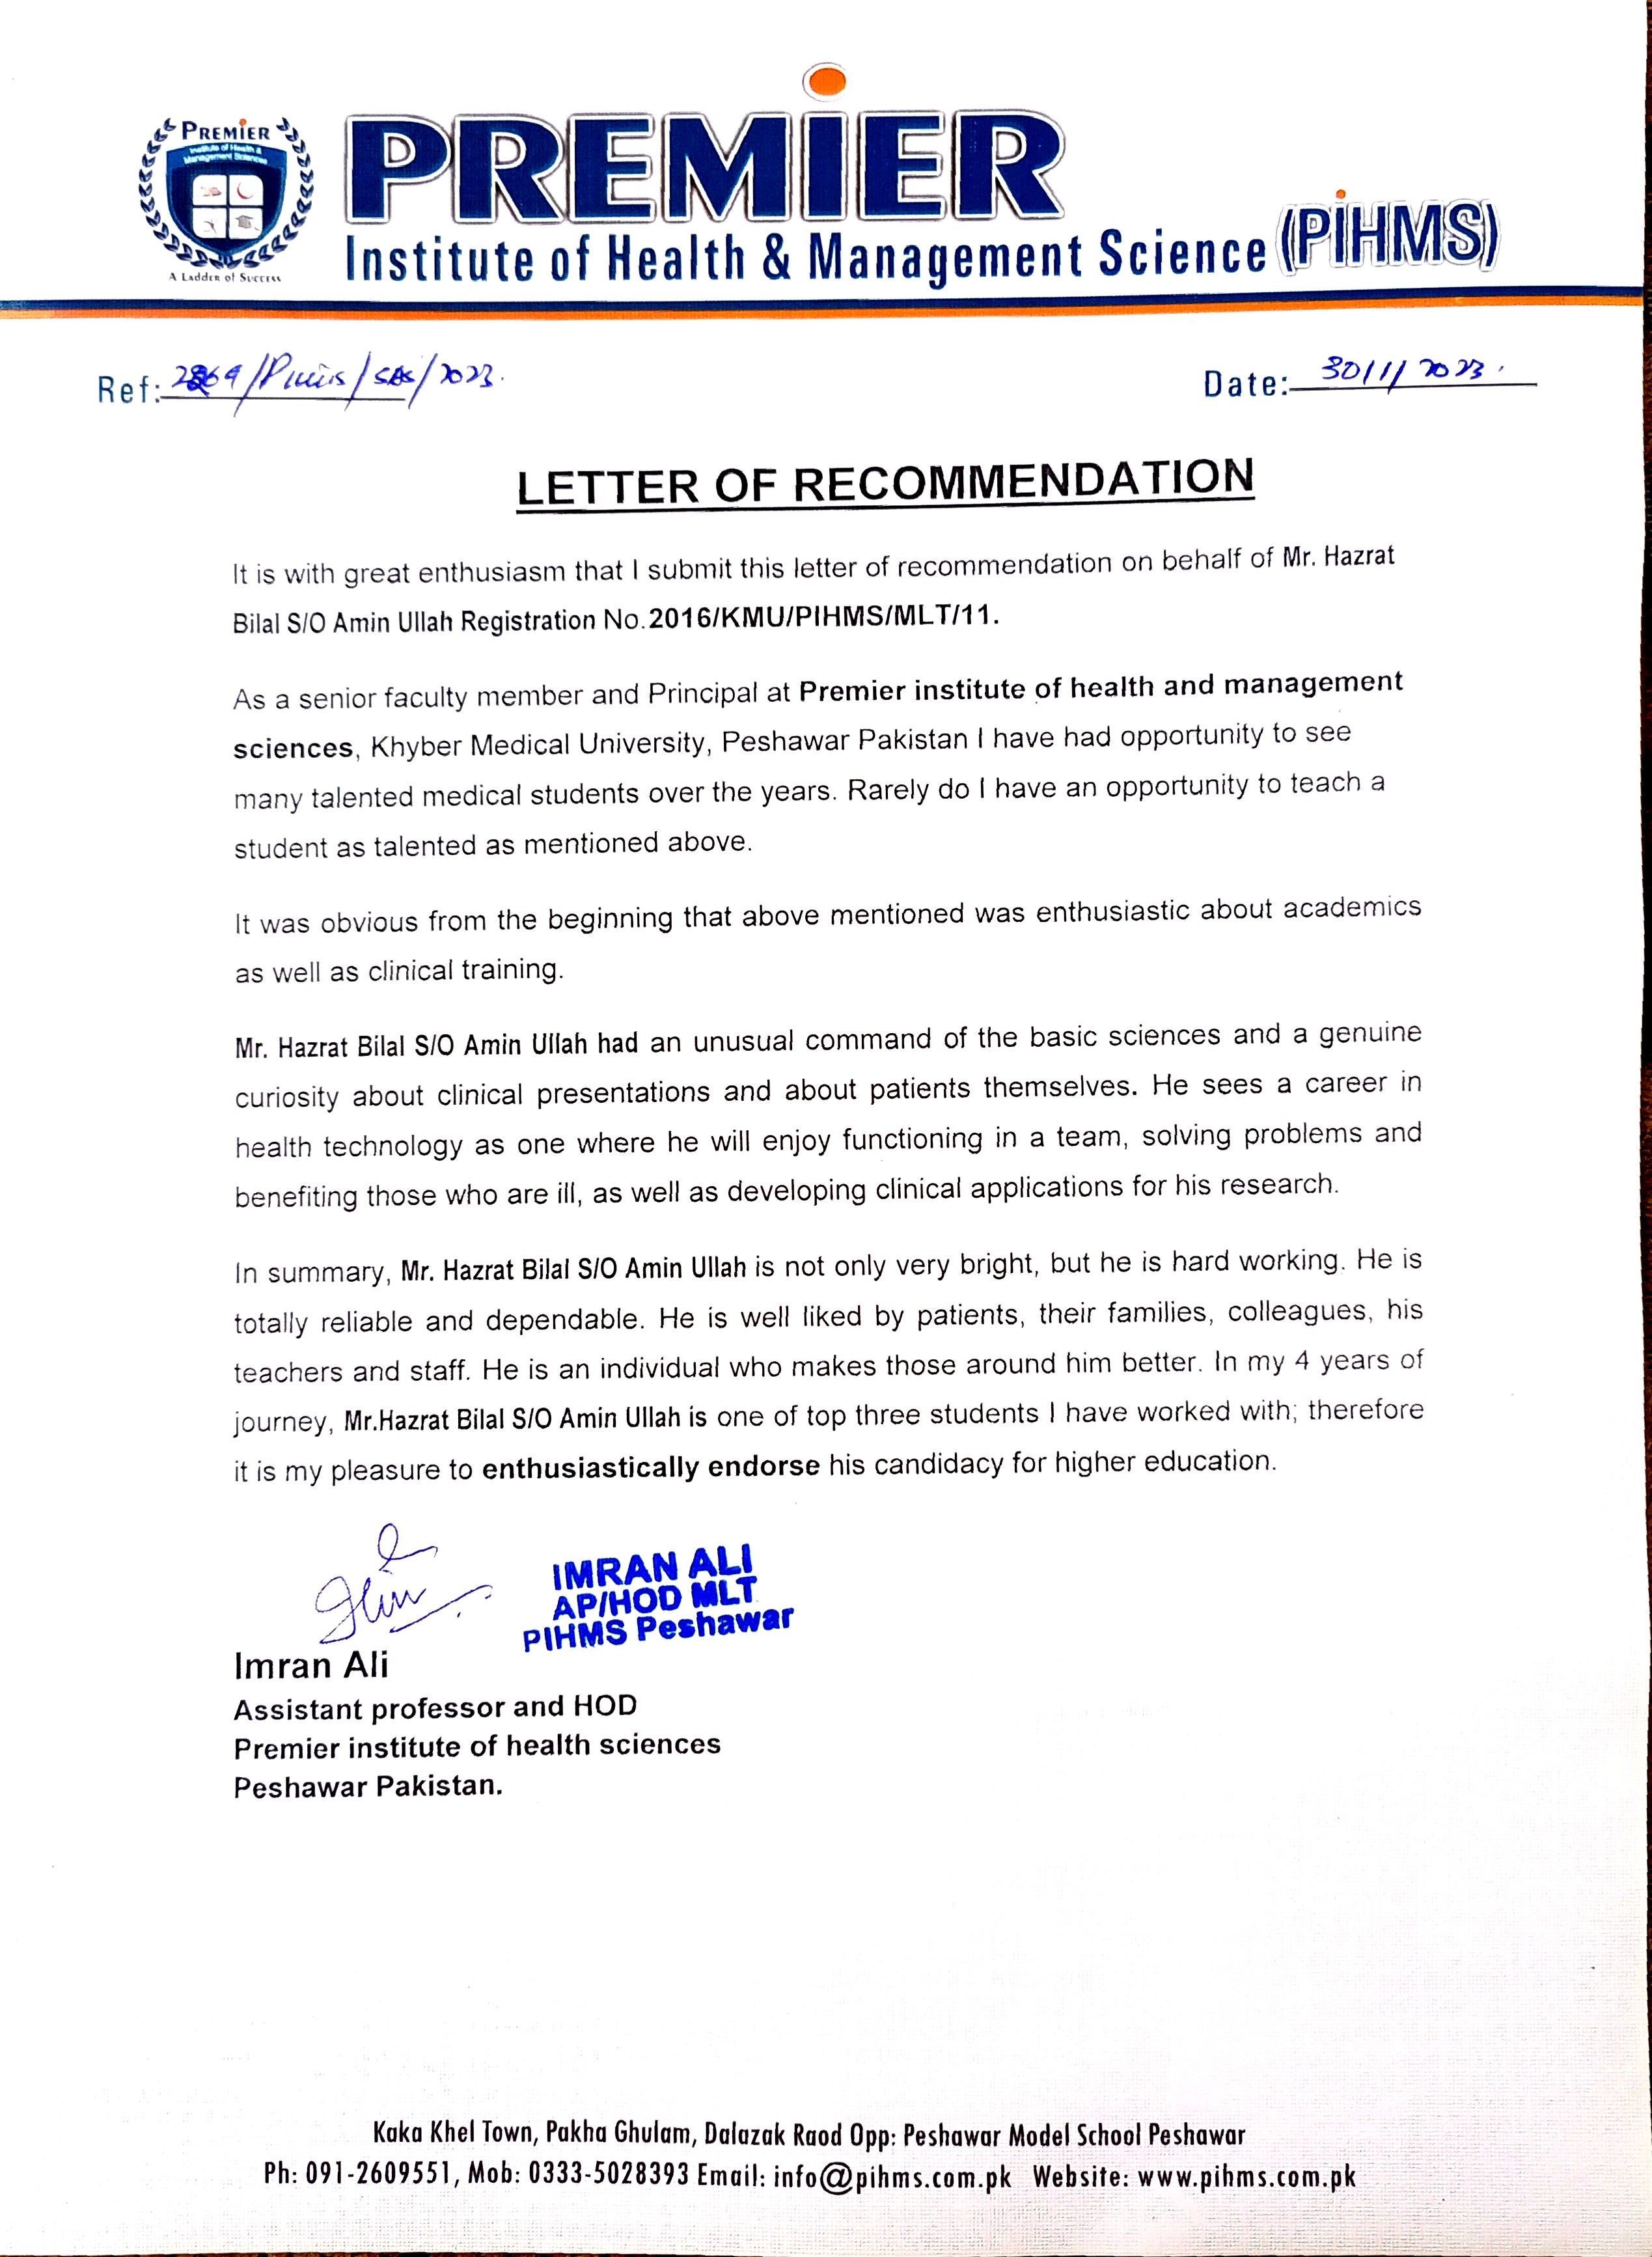 PREMIER
Institute of Health &
Management Sciences
A Ladder of Success
PREMIER
Institute of Health & Management Science (PIHMS)
Ref: /2023.
Date: 30/1/2023.
LETTER OF RECOMMENDATION
It is with great enthusiasm that I submit this letter of recommendation on behalf of Mr. Hazrat
Bilal S/O Amin Ullah Registration No.2016/KMU/PIHMS/MLT/11.
As a senior faculty member and Principal at Premier institute of health and management
sciences, Khyber Medical University, Peshawar Pakistan I have had opportunity to see
many talented medical students over the years. Rarely do I have an opportunity to teach a
student as talented as mentioned above.
It was obvious from the beginning that above mentioned was enthusiastic about academics
as well as clinical training.
Mr. Hazrat Bilal S/O Amin Ullah had an unusual command of the basic sciences and a genuine
curiosity about clinical presentations and about patients themselves. He sees a career in
health technology as one where he will enjoy functioning in a team, solving problems and
benefiting those who are ill, as well as developing clinical applications for his research.
In summary, Mr. Hazrat Bilal S/O Amin Ullah is not only very bright, but he is hard working. He is
totally reliable and dependable. He is well liked by patients, their families, colleagues, his
teachers and staff. He is an individual who makes those around him better. In my 4 years of
journey, Mr.Hazrat Bilal S/O Amin Ullah is one of top three students I have worked with; therefore
it is my pleasure to enthusiastically endorse his candidacy for higher education.
IMRAN ALI
AP/HOD MLT
PIHMS Peshawar
Imran Ali
Assistant professor and HOD
Premier institute of health sciences
Peshawar Pakistan.
Kaka Khel Town, Pakha Ghulam, Dalazak Raod Opp: Peshawar Model School Peshawar
Ph: 091-2609551, Mob: 0333-5028393 Email: info@pihms.com.pk Website: www.pihms.com.pk